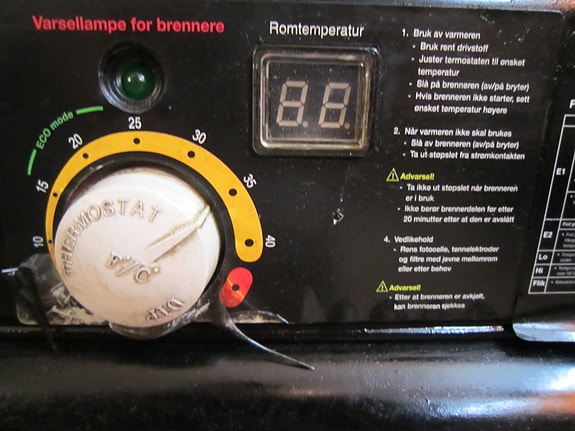 Varsellampe for brennere
Romtemperatur
88
ECO mode
10
15
20
25
30
35
40
THERMOSTAT
°F/°C
1. Bruk av varmeren
- Bruk rent drivstoff
- Juster termostaten til ønsket
temperatur
- Slå på brenneren (av/på bryter)
- Hvis brenneren ikke starter, sett
ønsket temperatur høyere
2. Når varmeren ikke skal brukes
- Slå av brenneren (av/på bryter)
- Ta ut støpslet fra strømkontakten
Advarsel!
- Ta ikke ut støpslet når brenneren
er i bruk
- Ikke berør brennerdelen før etter
20 minutter etter at den er avslått
4. Vedlikehold
- Rens fotocelle, tennelektroder
og filtre med jevne mellomrom
eller etter behov
Advarsel!
- Etter at brenneren er avkjølt,
kan brenneren sjekkes
E1
E2
Lo
Hi
Flik